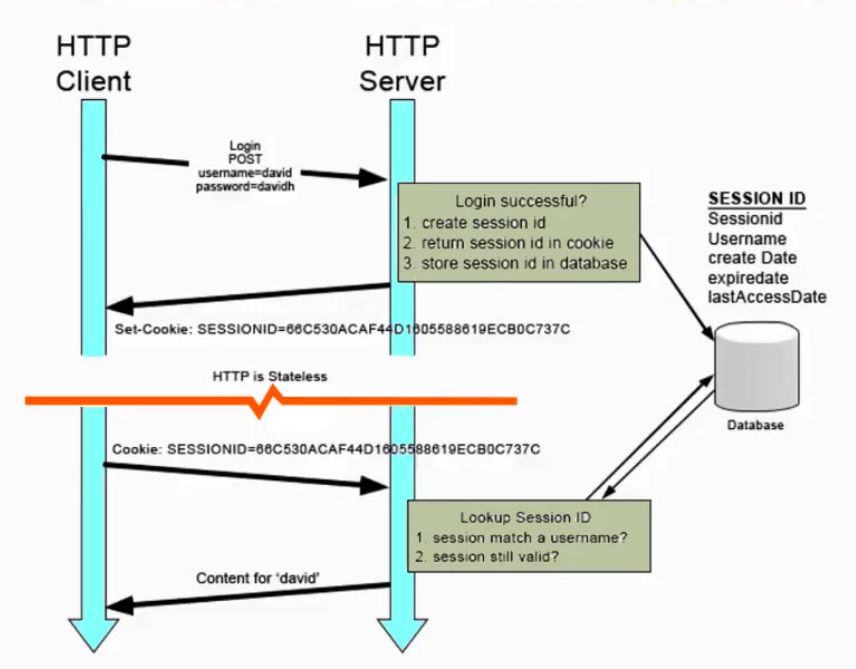 HTTP
Client
HTTP
Server
Login
POST
username=david
password=davidh
Login successful?
1. create session id
2. return session id in cookie
3. store session id in database
SESSION ID
Sessionid
Username
create Date
expiredate
lastAccessDate
Set-Cookie: SESSIONID=66C530ACAF44D1605588619ECB0C737C
HTTP is Stateless
Database
Cookie: SESSIONID=66C530ACAF44D1605588619ECB0C737C
Lookup Session ID
1. session match a username?
2. session still valid?
Content for 'david'